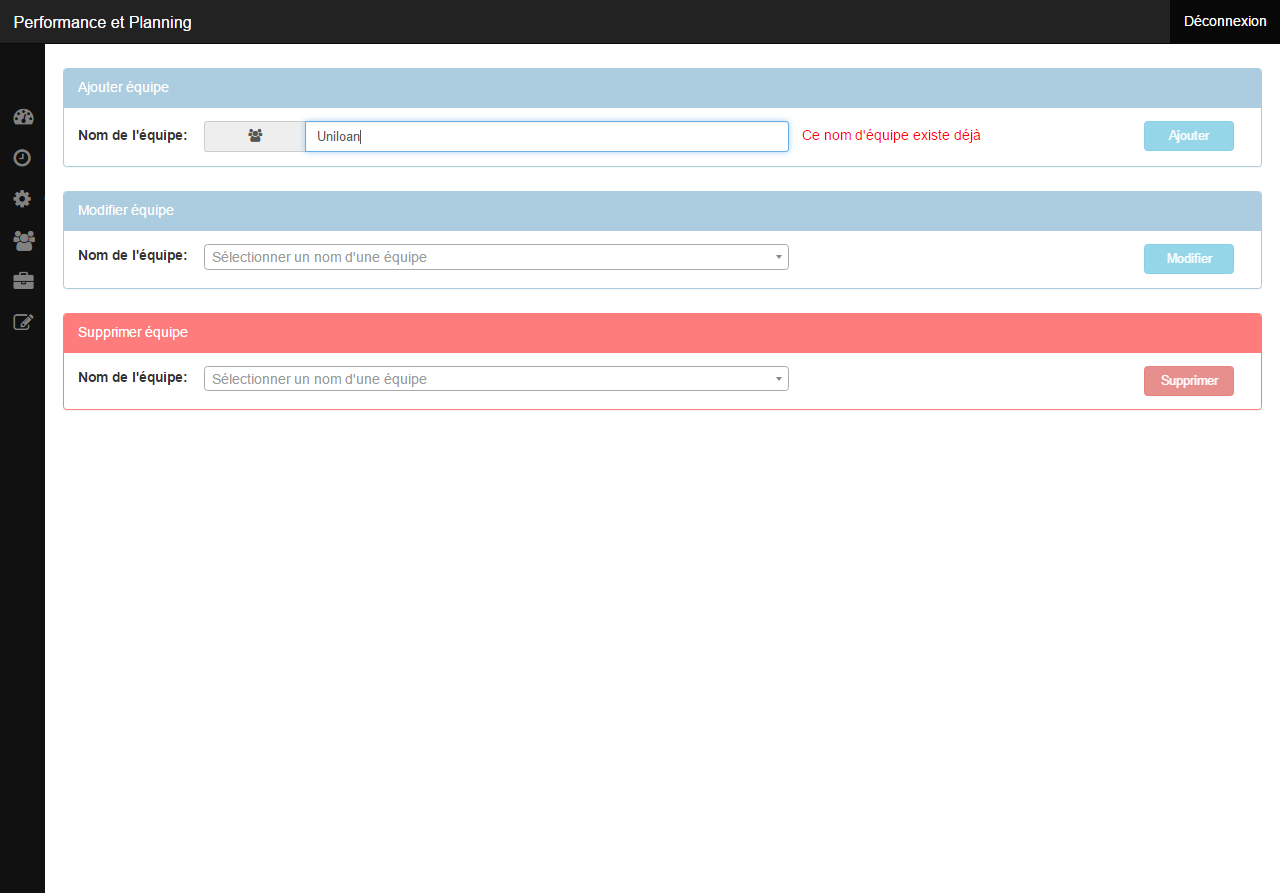 Performance et Planning
Déconnexion
Ajouter équipe
Nom de l'équipe: Uniloan Ce nom d'équipe existe déjà Ajouter
Modifier équipe
Nom de l'équipe: Sélectionner un nom d'une équipe Modifier
Supprimer équipe
Nom de l'équipe: Sélectionner un nom d'une équipe Supprimer